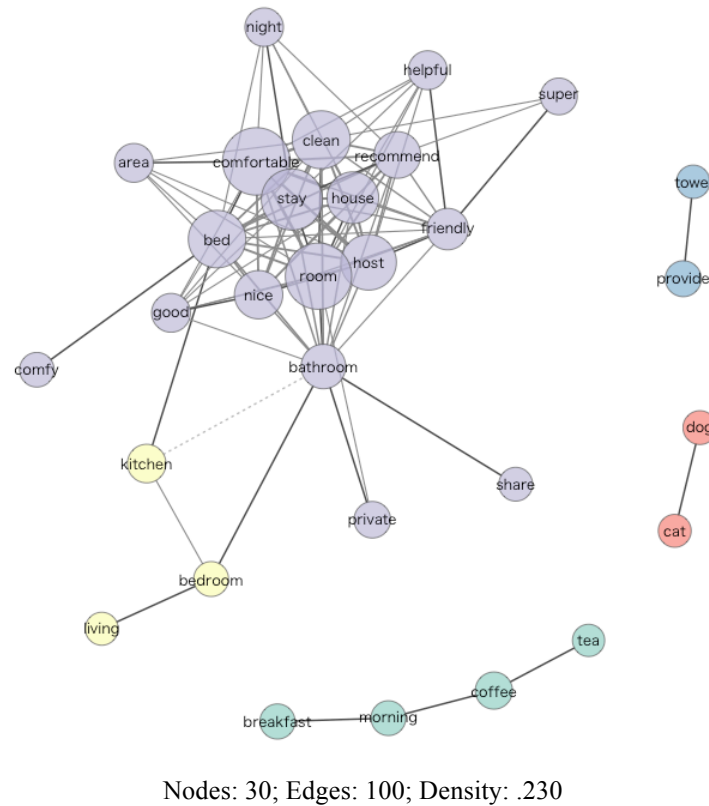 night
helpful
super
clean
area
comfortable
recommend
towe
stay
house
bed
friendly
host
room
provide
nice
good
comfy
bathroom
dog
kitchen
share
private
cat
bedroom
living
tea
coffee
breakfast
morning
Nodes: 30; Edges: 100; Density: .230